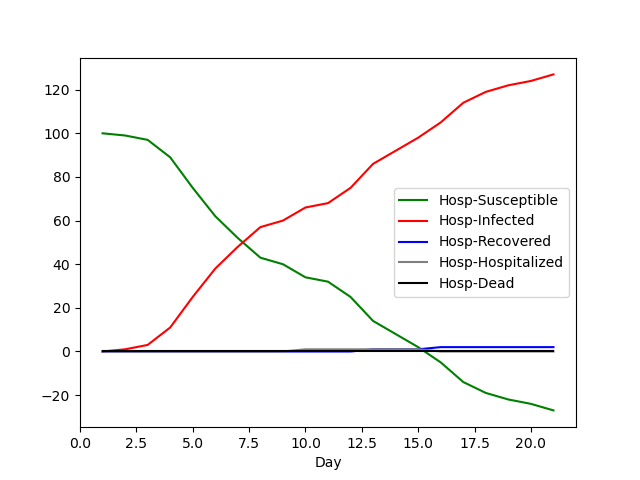 120
100
80
60
40
20
0
−20
Hosp-Susceptible
Hosp-Infected
Hosp-Recovered
Hosp-Hospitalized
Hosp-Dead
0.0 2.5 5.0 7.5 10.0 12.5 15.0 17.5 20.0
Day